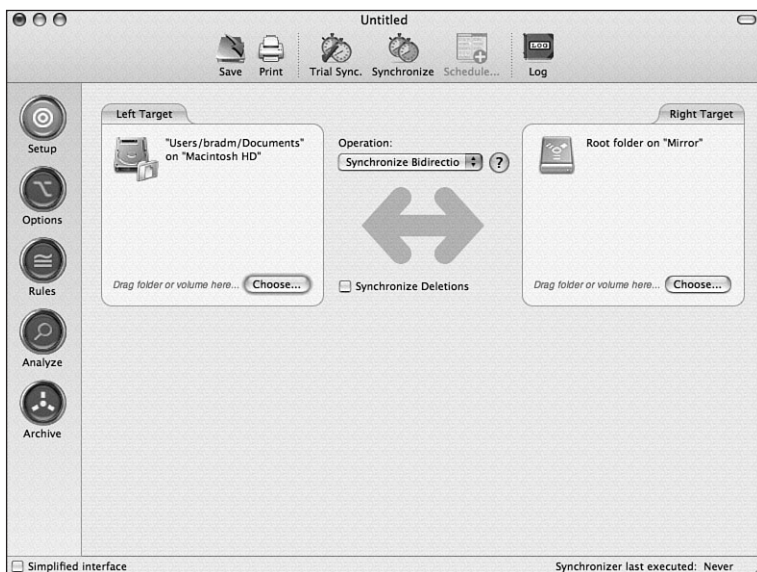 Untitled
Save Print Trial Sync. Synchronize Schedule... Log
LOG
Setup
Options
Rules
Analyze
Archive
Left Target
"Users/bradm/Documents"
on "Macintosh HD"
Drag folder or volume here... Choose...
Operation:
Synchronize Bidirectio ?
Synchronize Deletions
Right Target
Root folder on "Mirror"
Drag folder or volume here... Choose...
Simplified interface
Synchronizer last executed: Never